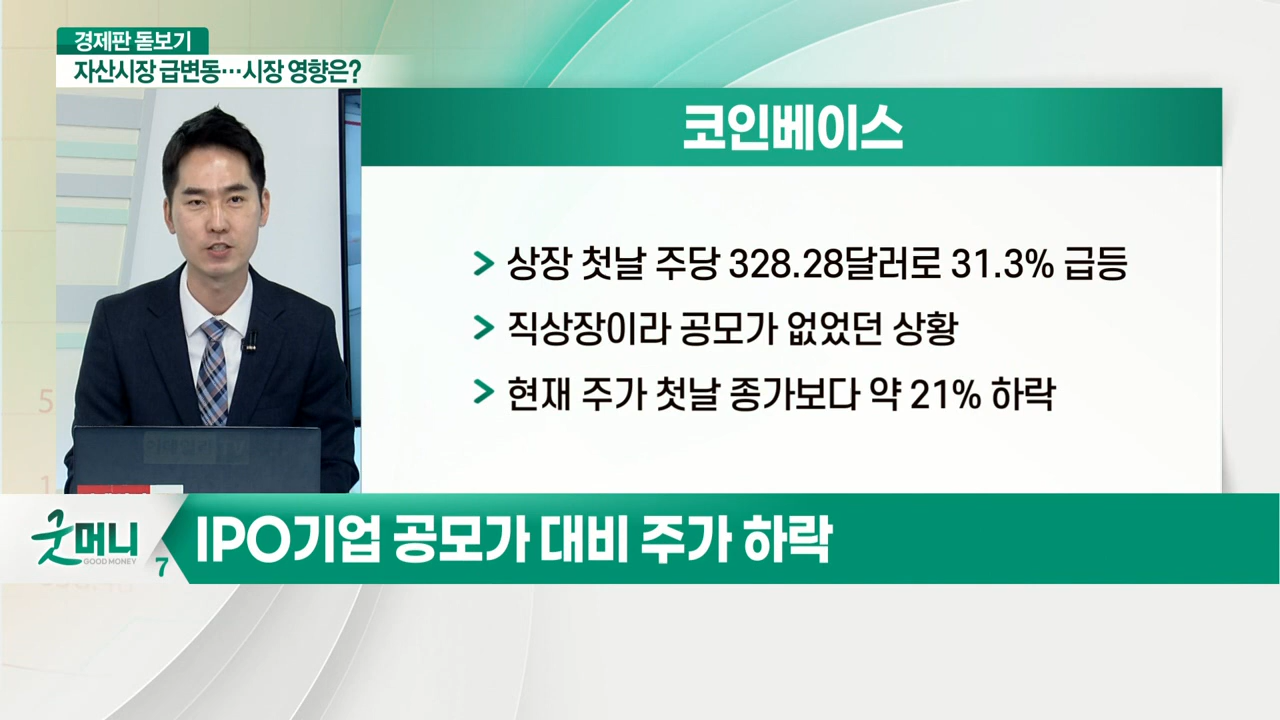 경제판 돋보기
자산시장 급변동…시장 영향은?
코인베이스
> 상장 첫날 주당 328.28달러로 31.3% 급등
> 직상장이라 공모가 없었던 상황
> 현재 주가 첫날 종가보다 약 21% 하락
굿머니
GOOD MONEY
7
IPO기업 공모가 대비 주가 하락